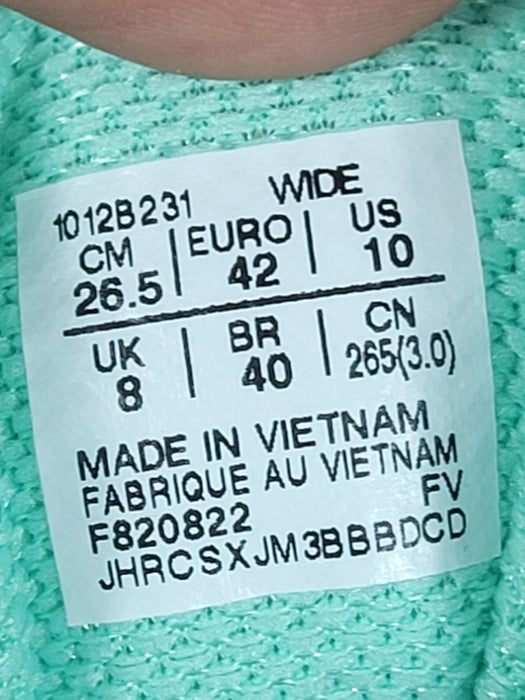 1012B231 WIDE
CM | EURO | US
26.5 | 42 | 10
UK | BR | CN
8 | 40 | 265(3.0)
MADE IN VIETNAM
FABRIQUE AU VIETNAM
F820822 FV
JHRCSXJM3BBBDCD